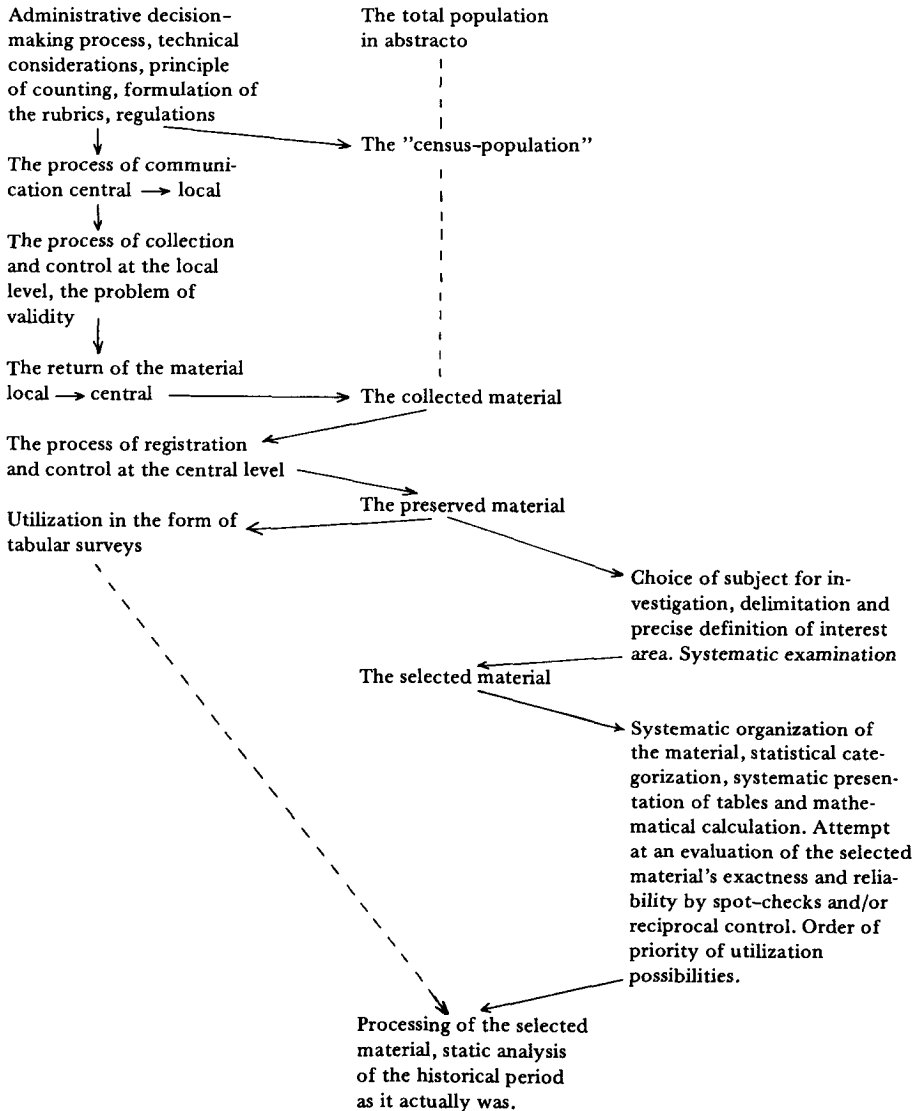 Administrative decision-
making process, technical
considerations, principle
of counting, formulation of
the rubrics, regulations
The total population
in abstracto
The "census-population"
The process of communi-
cation central → local
The process of collection
and control at the local
level, the problem of
validity
The return of the material
local → central
The collected material
The process of registration
and control at the central level
The preserved material
Utilization in the form of
tabular surveys
Choice of subject for in-
vestigation, delimitation and
precise definition of interest
area. Systematic examination
The selected material
Systematic organization of
the material, statistical cate-
gorization, systematic presen-
tation of tables and mathe-
matical calculation. Attempt
at an evaluation of the selected
material's exactness and relia-
bility by spot-checks and/or
reciprocal control. Order of
priority of utilization
possibilities.
Processing of the selected
material, static analysis
of the historical period
as it actually was.